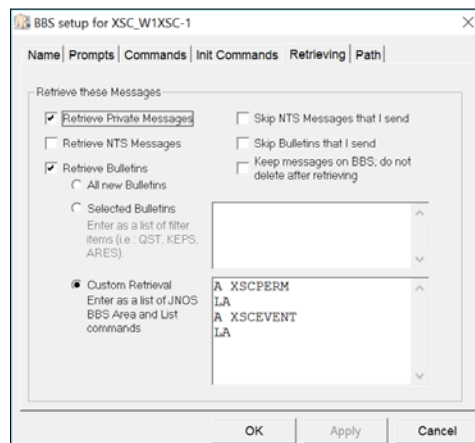 BBS setup for XSC_W1XSC-1
Name Prompts Commands Init Commands Retrieving Path
Retrieve these Messages
Retrieve Private Messages
Skip NTS Messages that I send
Retrieve NTS Messages
Skip Bulletins that I send
Retrieve Bulletins
Keep messages on BBS; do not
delete after retrieving
All new Bulletins
Selected Bulletins
Enter as a list of filter
items (i.e.: QST, KEPS,
ARES).
Custom Retrieval
Enter as a list of JNOS
BBS Area and List
commands
A XSCPERM
LA
A XSCEVENT
LA
OK Apply Cancel